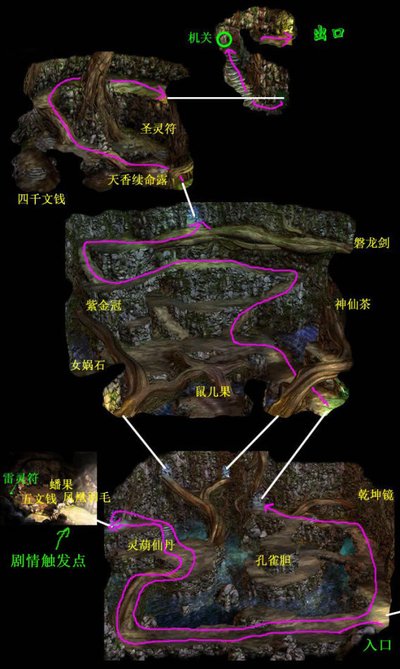 机关
出口
圣灵符
天香续命露
四千文钱
磐龙剑
紫金冠
神仙茶
女娲石
鼠儿果
雷灵符
蟠果
五文钱
毛
剧情触发点
乾坤镜
灵葫仙丹
孔雀胆
入口